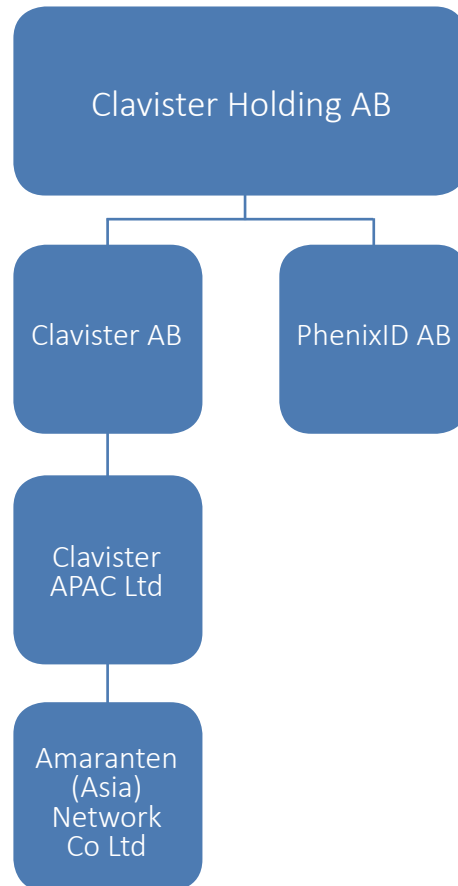 Clavister Holding AB
Clavister AB
PhenixID AB
Clavister
APAC Ltd
Amaranten
(Asia)
Network
Co Ltd